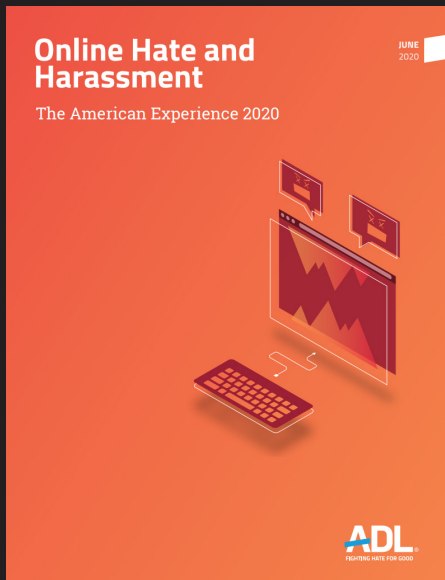 Online Hate and
Harassment
The American Experience 2020
JUNE
2020
ADL®
FIGHTING HATE FOR GOOD